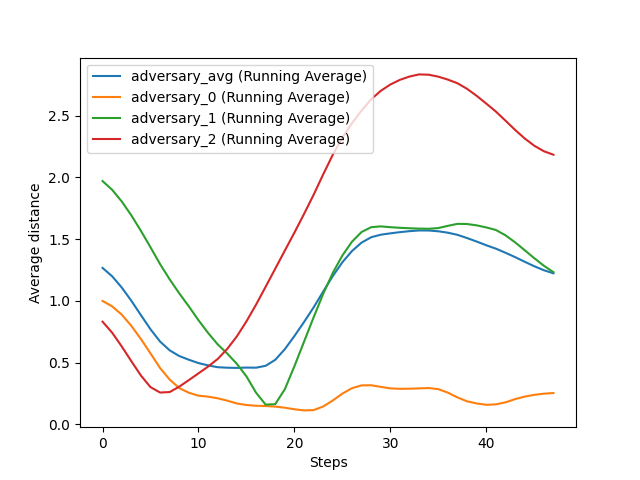 adversary_avg (Running Average)
adversary_0 (Running Average)
adversary_1 (Running Average)
adversary_2 (Running Average)
2.5
2.0
1.5
1.0
0.5
0.0
Average distance
0 10 20 30 40
Steps